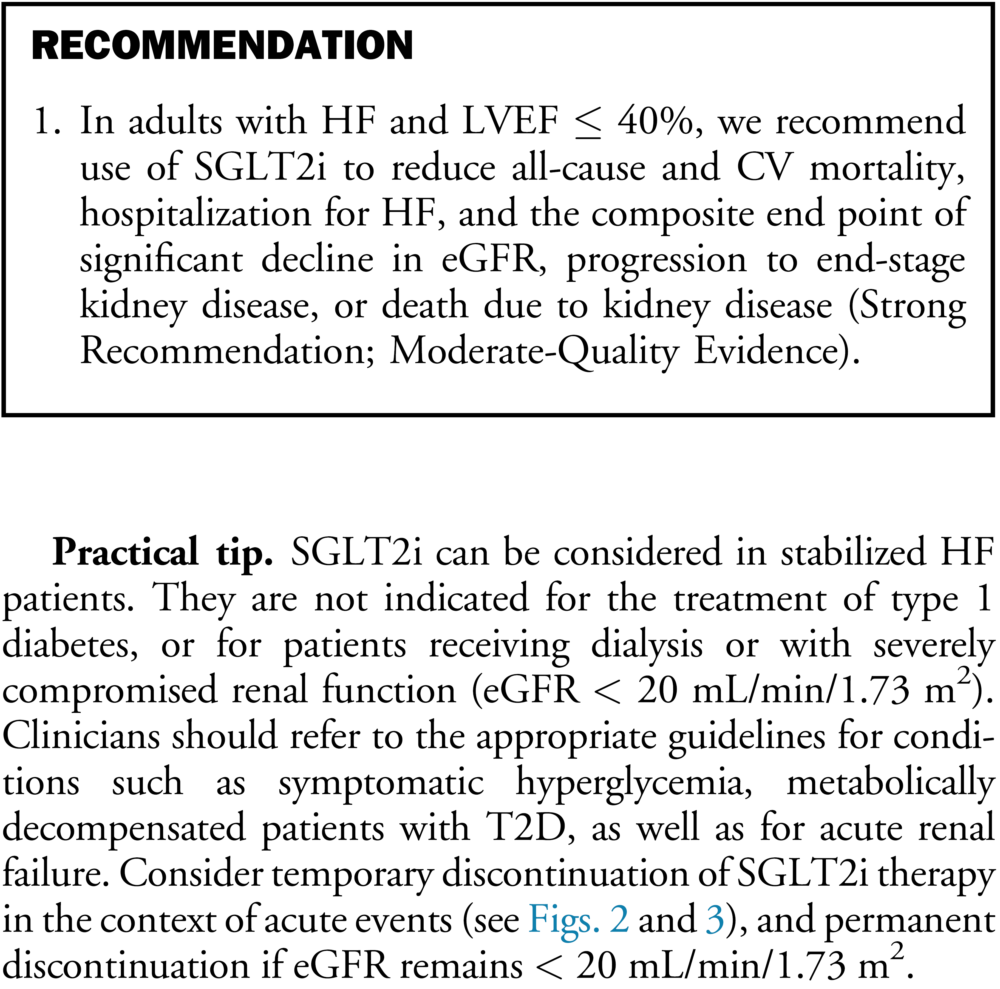 RECOMMENDATION
1. In adults with HF and LVEF ≤ 40%, we recommend
use of SGLT2i to reduce all-cause and CV mortality,
hospitalization for HF, and the composite end point of
significant decline in eGFR, progression to end-stage
kidney disease, or death due to kidney disease (Strong
Recommendation; Moderate-Quality Evidence).
Practical tip. SGLT2i can be considered in stabilized HF
patients. They are not indicated for the treatment of type 1
diabetes, or for patients receiving dialysis or with severely
compromised renal function (eGFR < 20 mL/min/1.73 m²).
Clinicians should refer to the appropriate guidelines for condi-
tions such as symptomatic hyperglycemia, metabolically
decompensated patients with T2D, as well as for acute renal
failure. Consider temporary discontinuation of SGLT2i therapy
in the context of acute events (see Figs. 2 and 3), and permanent
discontinuation if eGFR remains < 20 mL/min/1.73 m².